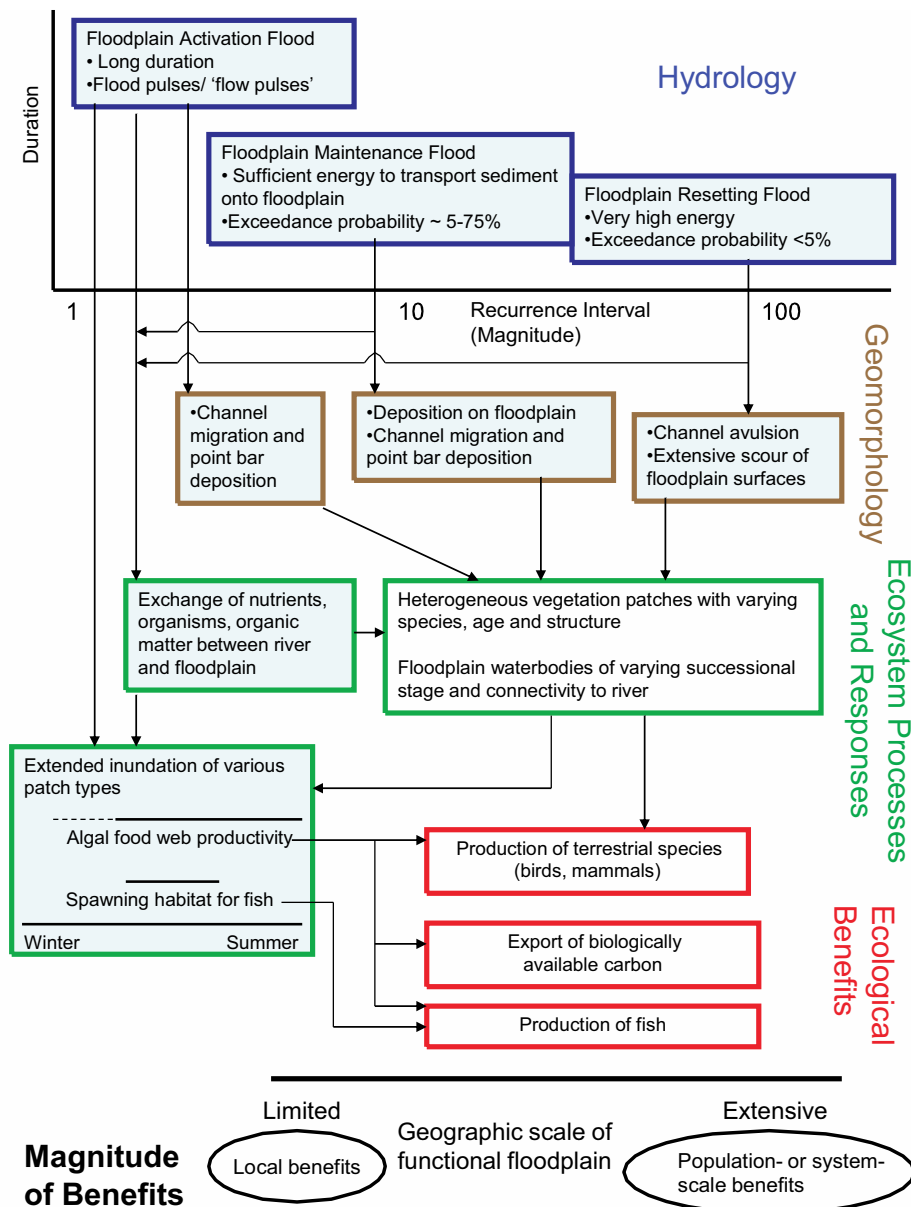 Floodplain Activation Flood
• Long duration
•Flood pulses/ ‘flow pulses’
Hydrology
Duration
Floodplain Maintenance Flood
• Sufficient energy to transport sediment
onto floodplain
•Exceedance probability ~ 5-75%
Floodplain Resetting Flood
•Very high energy
•Exceedance probability <5%
1
10
Recurrence Interval
(Magnitude)
100
Geomorphology
•Channel
migration and
point bar
deposition
•Deposition on floodplain
•Channel migration and
point bar deposition
•Channel avulsion
•Extensive scour of
floodplain surfaces
Ecosystem Processes
and Responses
Exchange of nutrients,
organisms, organic
matter between river
and floodplain
Heterogeneous vegetation patches with varying
species, age and structure
Floodplain waterbodies of varying successional
stage and connectivity to river
Extended inundation of various
patch types
Algal food web productivity
Spawning habitat for fish
Winter
Summer
Production of terrestrial species
(birds, mammals)
Export of biologically
available carbon
Production of fish
Ecological
Benefits
Limited
Geographic scale of
functional floodplain
Extensive
Magnitude
of Benefits
Local benefits
Population- or system-
scale benefits